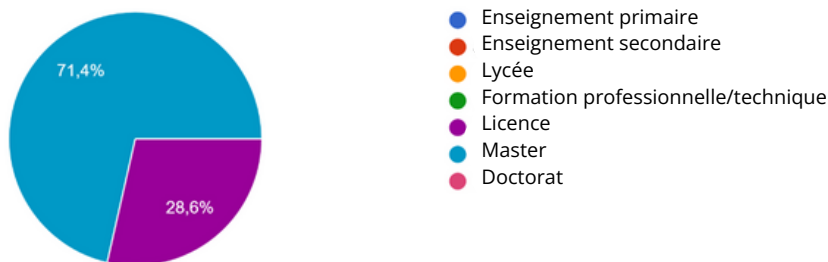 71,4%
28,6%
Enseignement primaire
Enseignement secondaire
Lycée
Formation professionnelle/technique
Licence
Master
Doctorat